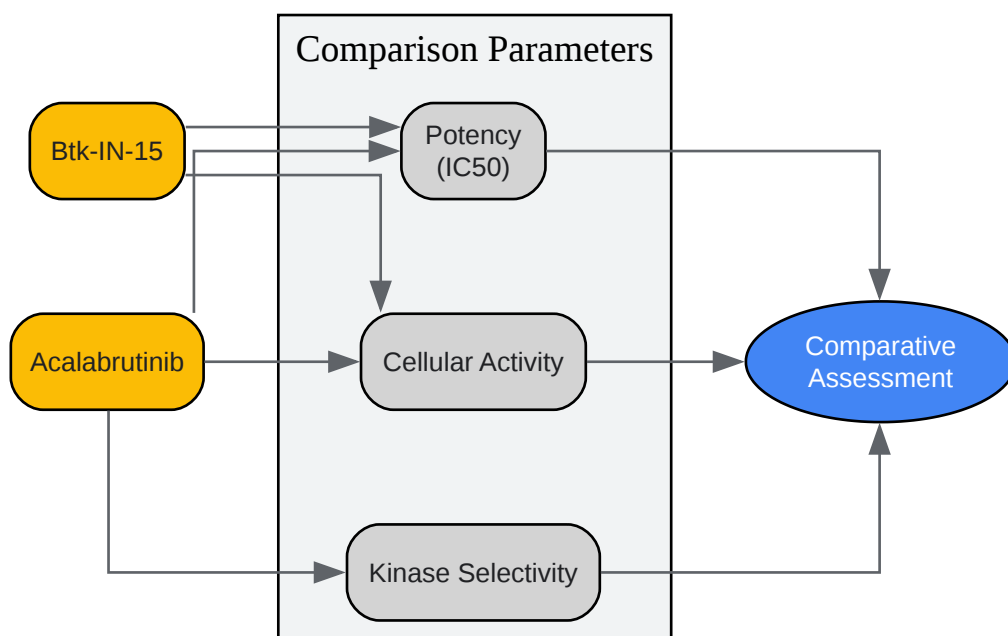 Comparison Parameters
Btk-IN-15
Potency
(IC50)
Acalabrutinib
Cellular Activity
Comparative
Assessment
Kinase Selectivity